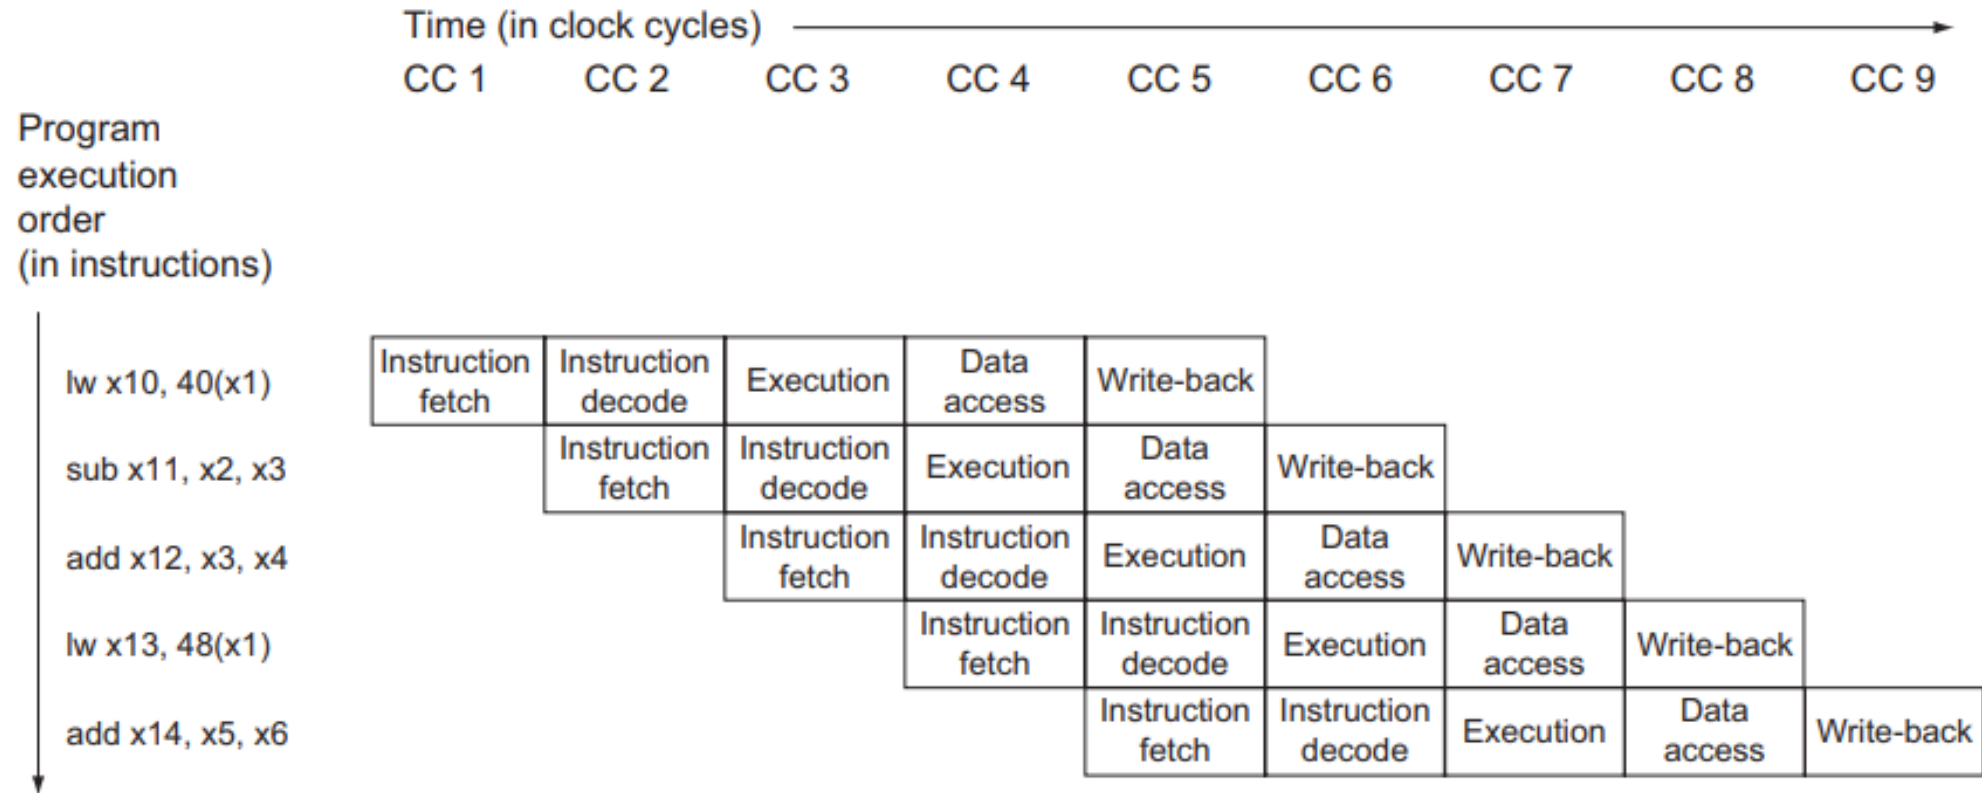 Time (in clock cycles)
CC 1 CC 2 CC 3 CC 4 CC 5 CC 6 CC 7 CC 8 CC 9
Program
execution
order
(in instructions)
lw x10, 40(x1)
Instruction fetch
Instruction decode
Execution
Data access
Write-back
sub x11, x2, x3
Instruction fetch
Instruction decode
Execution
Data access
Write-back
add x12, x3, x4
Instruction fetch
Instruction decode
Execution
Data access
Write-back
lw x13, 48(x1)
Instruction fetch
Instruction decode
Execution
Data access
Write-back
add x14, x5, x6
Instruction fetch
Instruction decode
Execution
Data access
Write-back